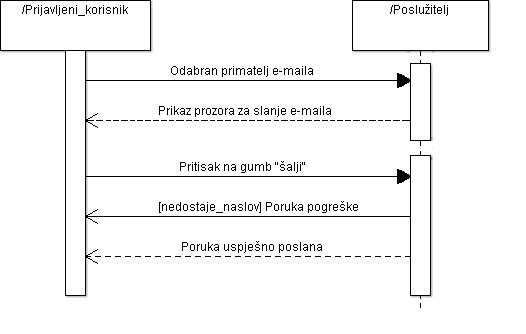 /Prijavljeni_korisnik
/Poslužitelj
Odabran primatelj e-maila
Prikaz prozora za slanje e-maila
Pritisak na gumb "šalji"
[nedostaje_naslov] Poruka pogreške
Poruka uspješno poslana